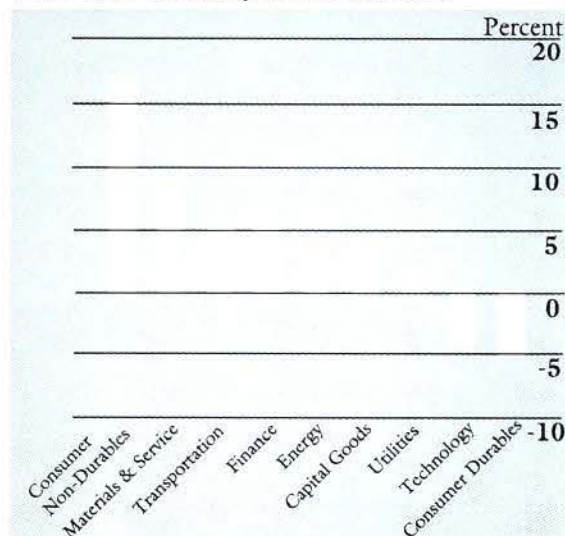 Percent
20
15
10
5
0
-5
-10
Consumer
Non-Durables
Materials & Service
Transportation
Finance
Energy
Capital Goods
Utilities
Technology
Consumer Durables